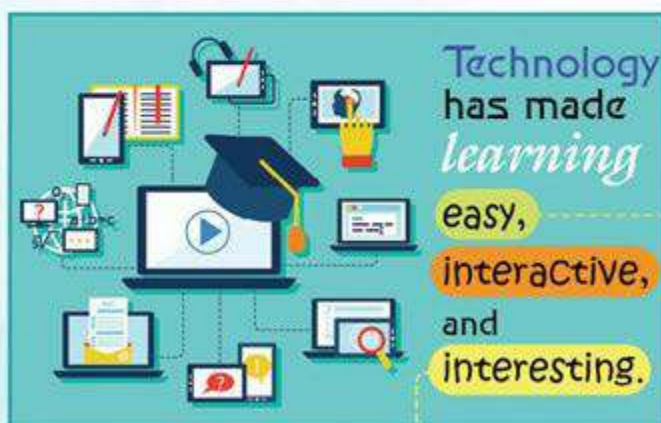 Technology
has made
learning
easy,
interactive,
and
interesting.